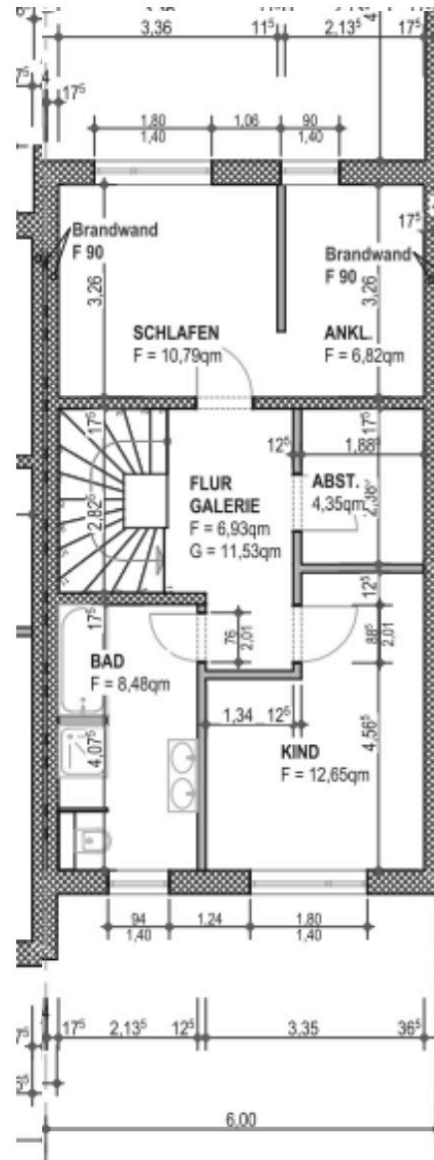 3,36 11⁵ 2,13⁵ 17⁵
17⁵
1,80 1,06 90
1,40 1,40
17⁵
Brandwand
F 90
Brandwand
F 90
3,26
3,26
SCHLAFEN
F = 10,79qm
ANKL.
F = 6,82qm
17⁵
17⁵
12⁵ 1,88⁵
FLUR
GALERIE
F = 6,93qm
G = 11,53qm
ABST.
4,35qm
2,38⁵
2,82⁵
17⁵
12⁵
76
2,01
88⁵
2,01
BAD
F = 8,48qm
4,07⁵
1,34 12⁵
4,56⁵
KIND
F = 12,65qm
94 1,24 1,80
1,40 1,40
17⁵ 2,13⁵ 12⁵ 3,35 36⁵
6,00